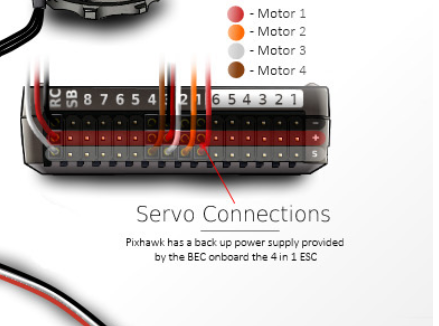 - Motor 1
- Motor 2
- Motor 3
- Motor 4
RC SB 8 7 6 5 4 3 2 1 6 5 4 3 2 1
-
+
S
Servo Connections
Pixhawk has a back up power supply provided
by the BEC onboard the 4 in 1 ESC